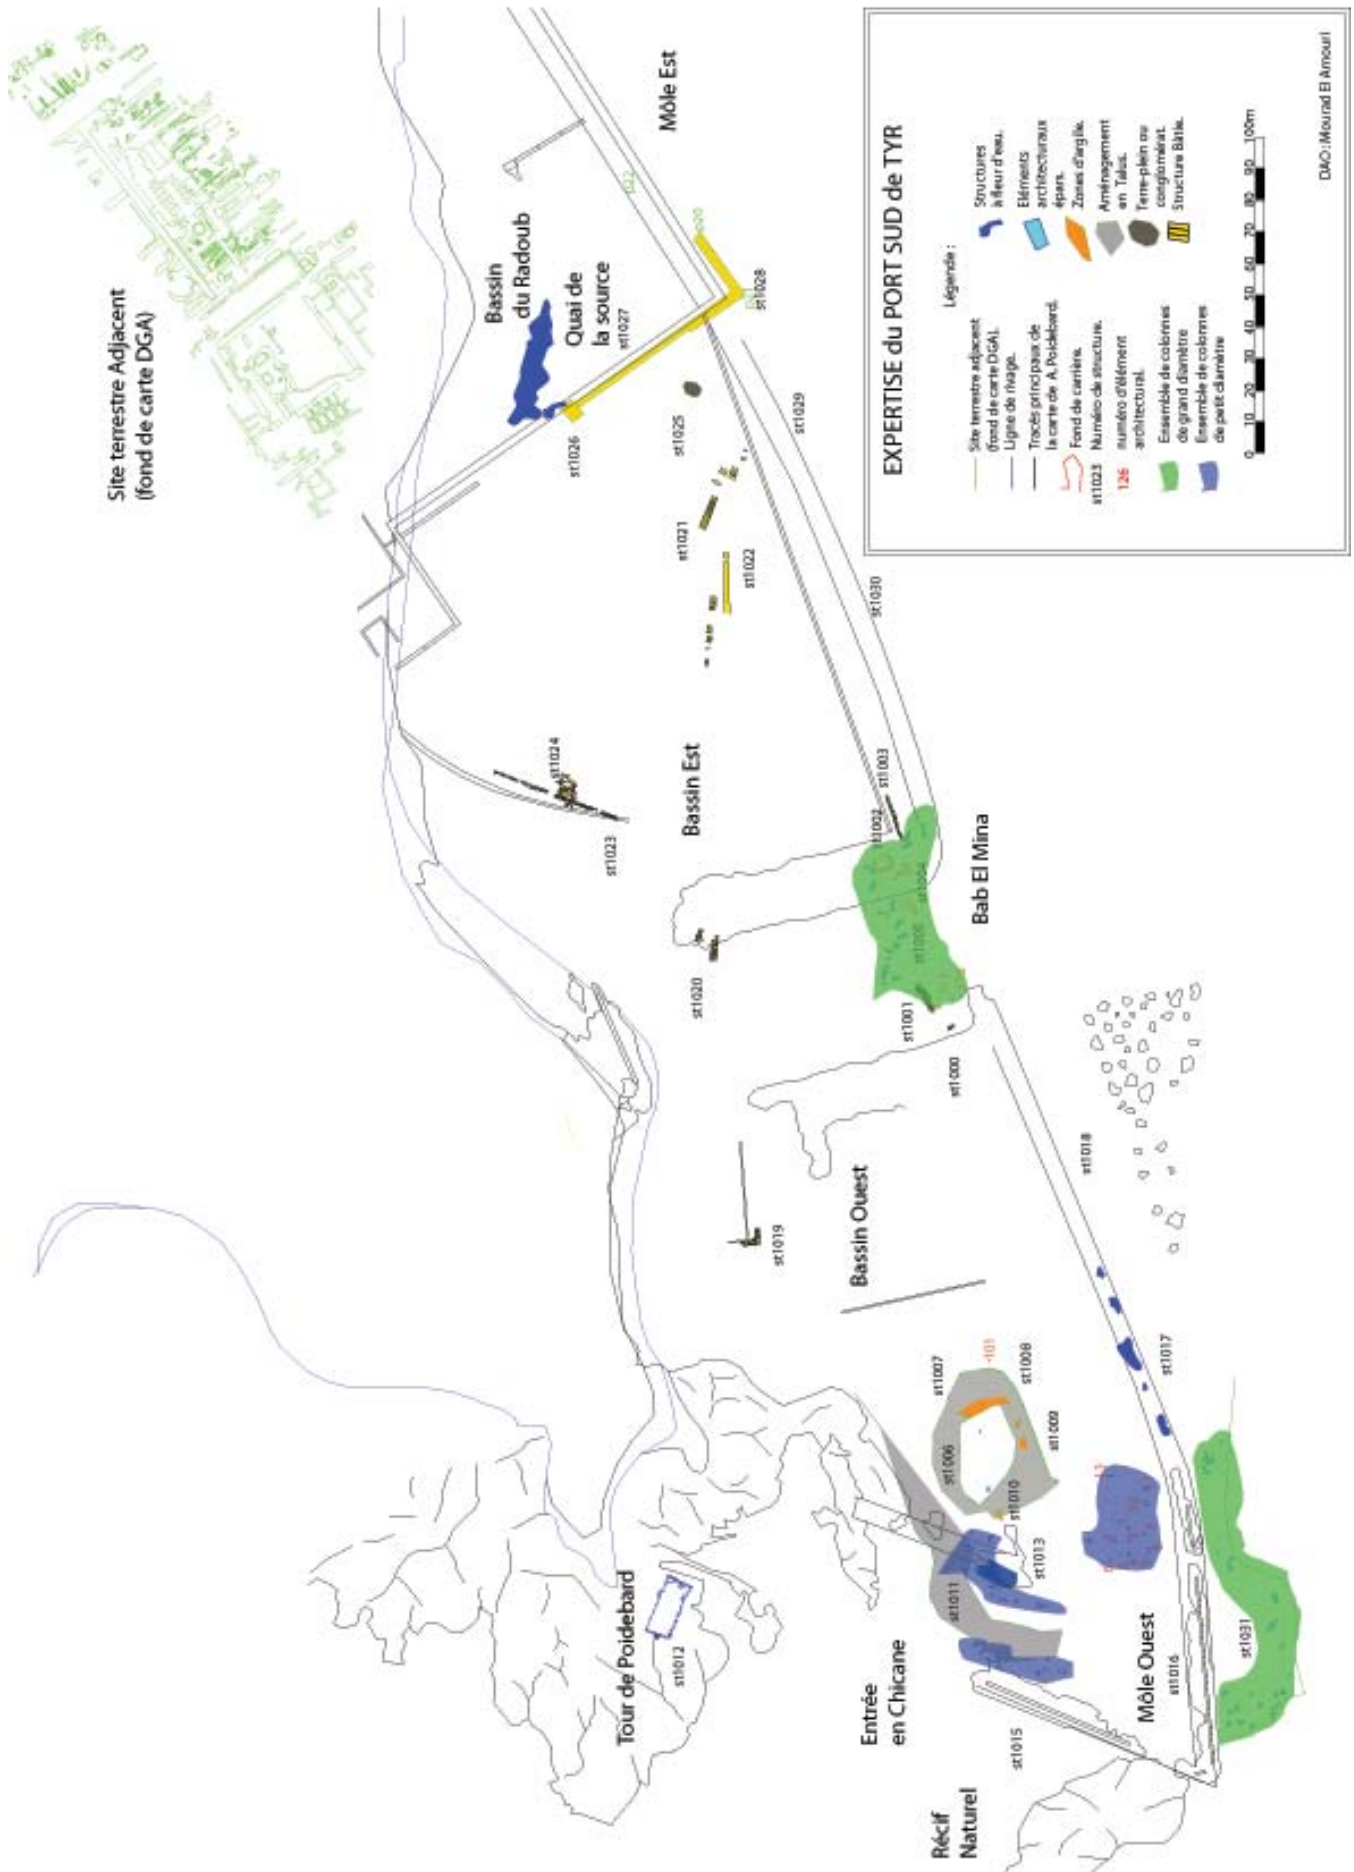 Site terrestre Adjacent
(fond de carte DGA)
Môle Est
Bassin
du Radoub
Quai de
la source
st1027
D22
D20
st1028
st1026
st1025
st1029
st1021
st1022
st1030
st1024
st1023
Bassin Est
st1003
st1002
st1004
st1005
Bab El Mina
st1020
st1001
st1000
st1018
st1019
Bassin Ouest
st1017
st1007
101
st1008
st1006
st1009
st1010
13
st1013
st1011
Tour de Poidebard
st1012
Entrée
en Chicane
Môle Ouest
st1016
st1031
st1015
Récif
Naturel
EXPERTISE du PORT SUD de TYR
Légende :
Site terrestre adjacent
(fond de carte DGA).
Ligne de rivage.
Tracés principaux de
la carte de A. Poidebard.
Fond de carrière.
st1023 Numéro de structure.
126 numéro d'élément
architectural.
Ensemble de colonnes
de grand diamètre
Ensemble de colonnes
de petit diamètre
Structures
à fleur d'eau.
Eléments
architecturaux
épars.
Zones d'argile.
Aménagement
en Talus.
Terre-plein ou
conglomérat.
Structure Bâtie.
0 10 20 30 40 50 60 70 80 90 100m
DAO : Mourad El Amouri